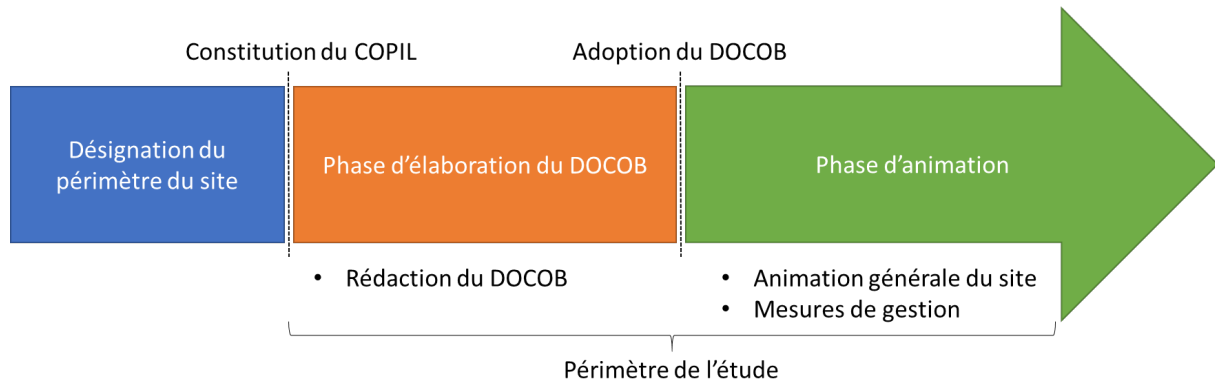 Constitution du COPIL
Adoption du DOCOB
Désignation du
périmètre du site
Phase d'élaboration du DOCOB
Phase d'animation
• Rédaction du DOCOB
• Animation générale du site
• Mesures de gestion
Périmètre de l'étude